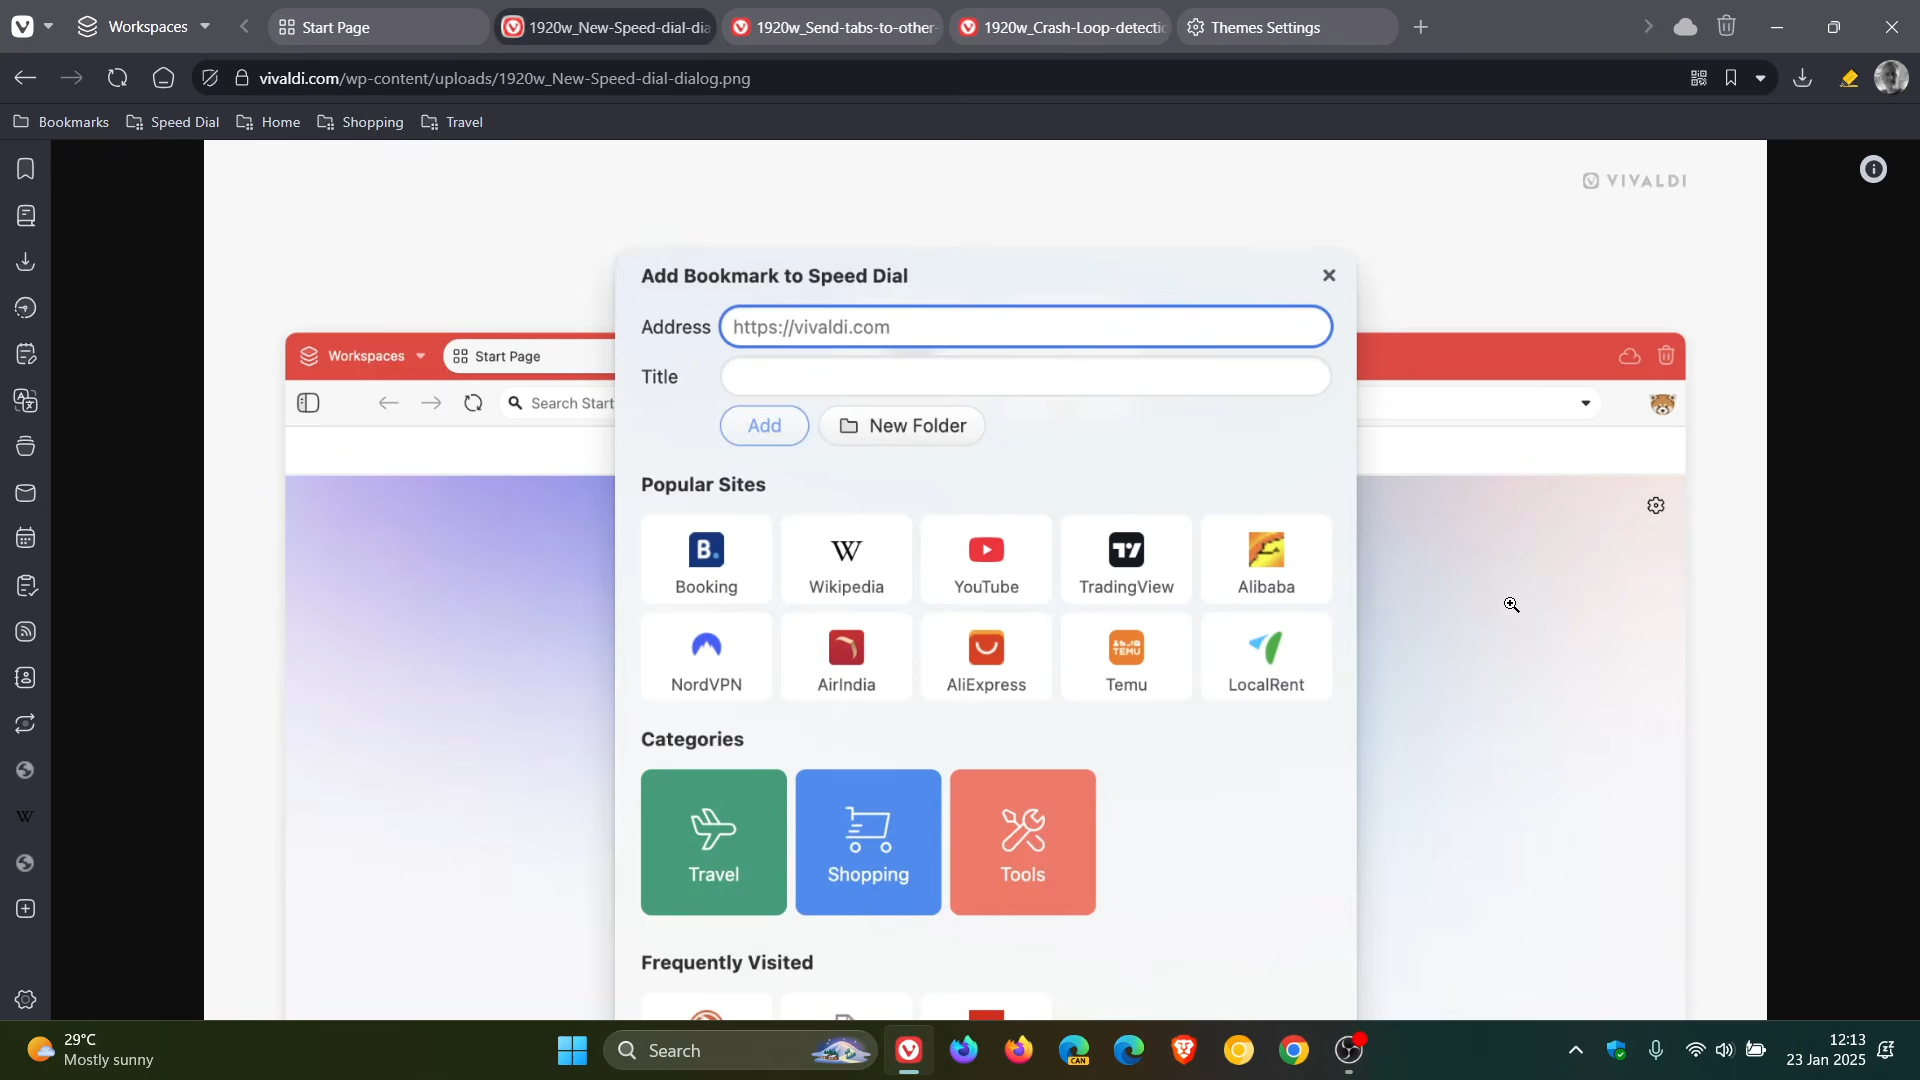 Workspaces
Start Page
1920w_New-Speed-dial-dia
1920w_Send-tabs-to-other-
1920w_Crash-Loop-detectio
Themes Settings
vivaldi.com/wp-content/uploads/1920w_New-Speed-dial-dialog.png
Bookmarks
Speed Dial
Home
Shopping
Travel
VIVALDI
Add Bookmark to Speed Dial
Address
https://vivaldi.com
Workspaces
Start Page
Title
Search Start
Add
New Folder
Popular Sites
B.
Booking
W
Wikipedia
YouTube
TradingView
Alibaba
NordVPN
AirIndia
AliExpress
TEMU
Temu
LocalRent
Categories
Travel
Shopping
Tools
Frequently Visited
W
29°C
Mostly sunny
Search
CAN
12:13
23 Jan 2025